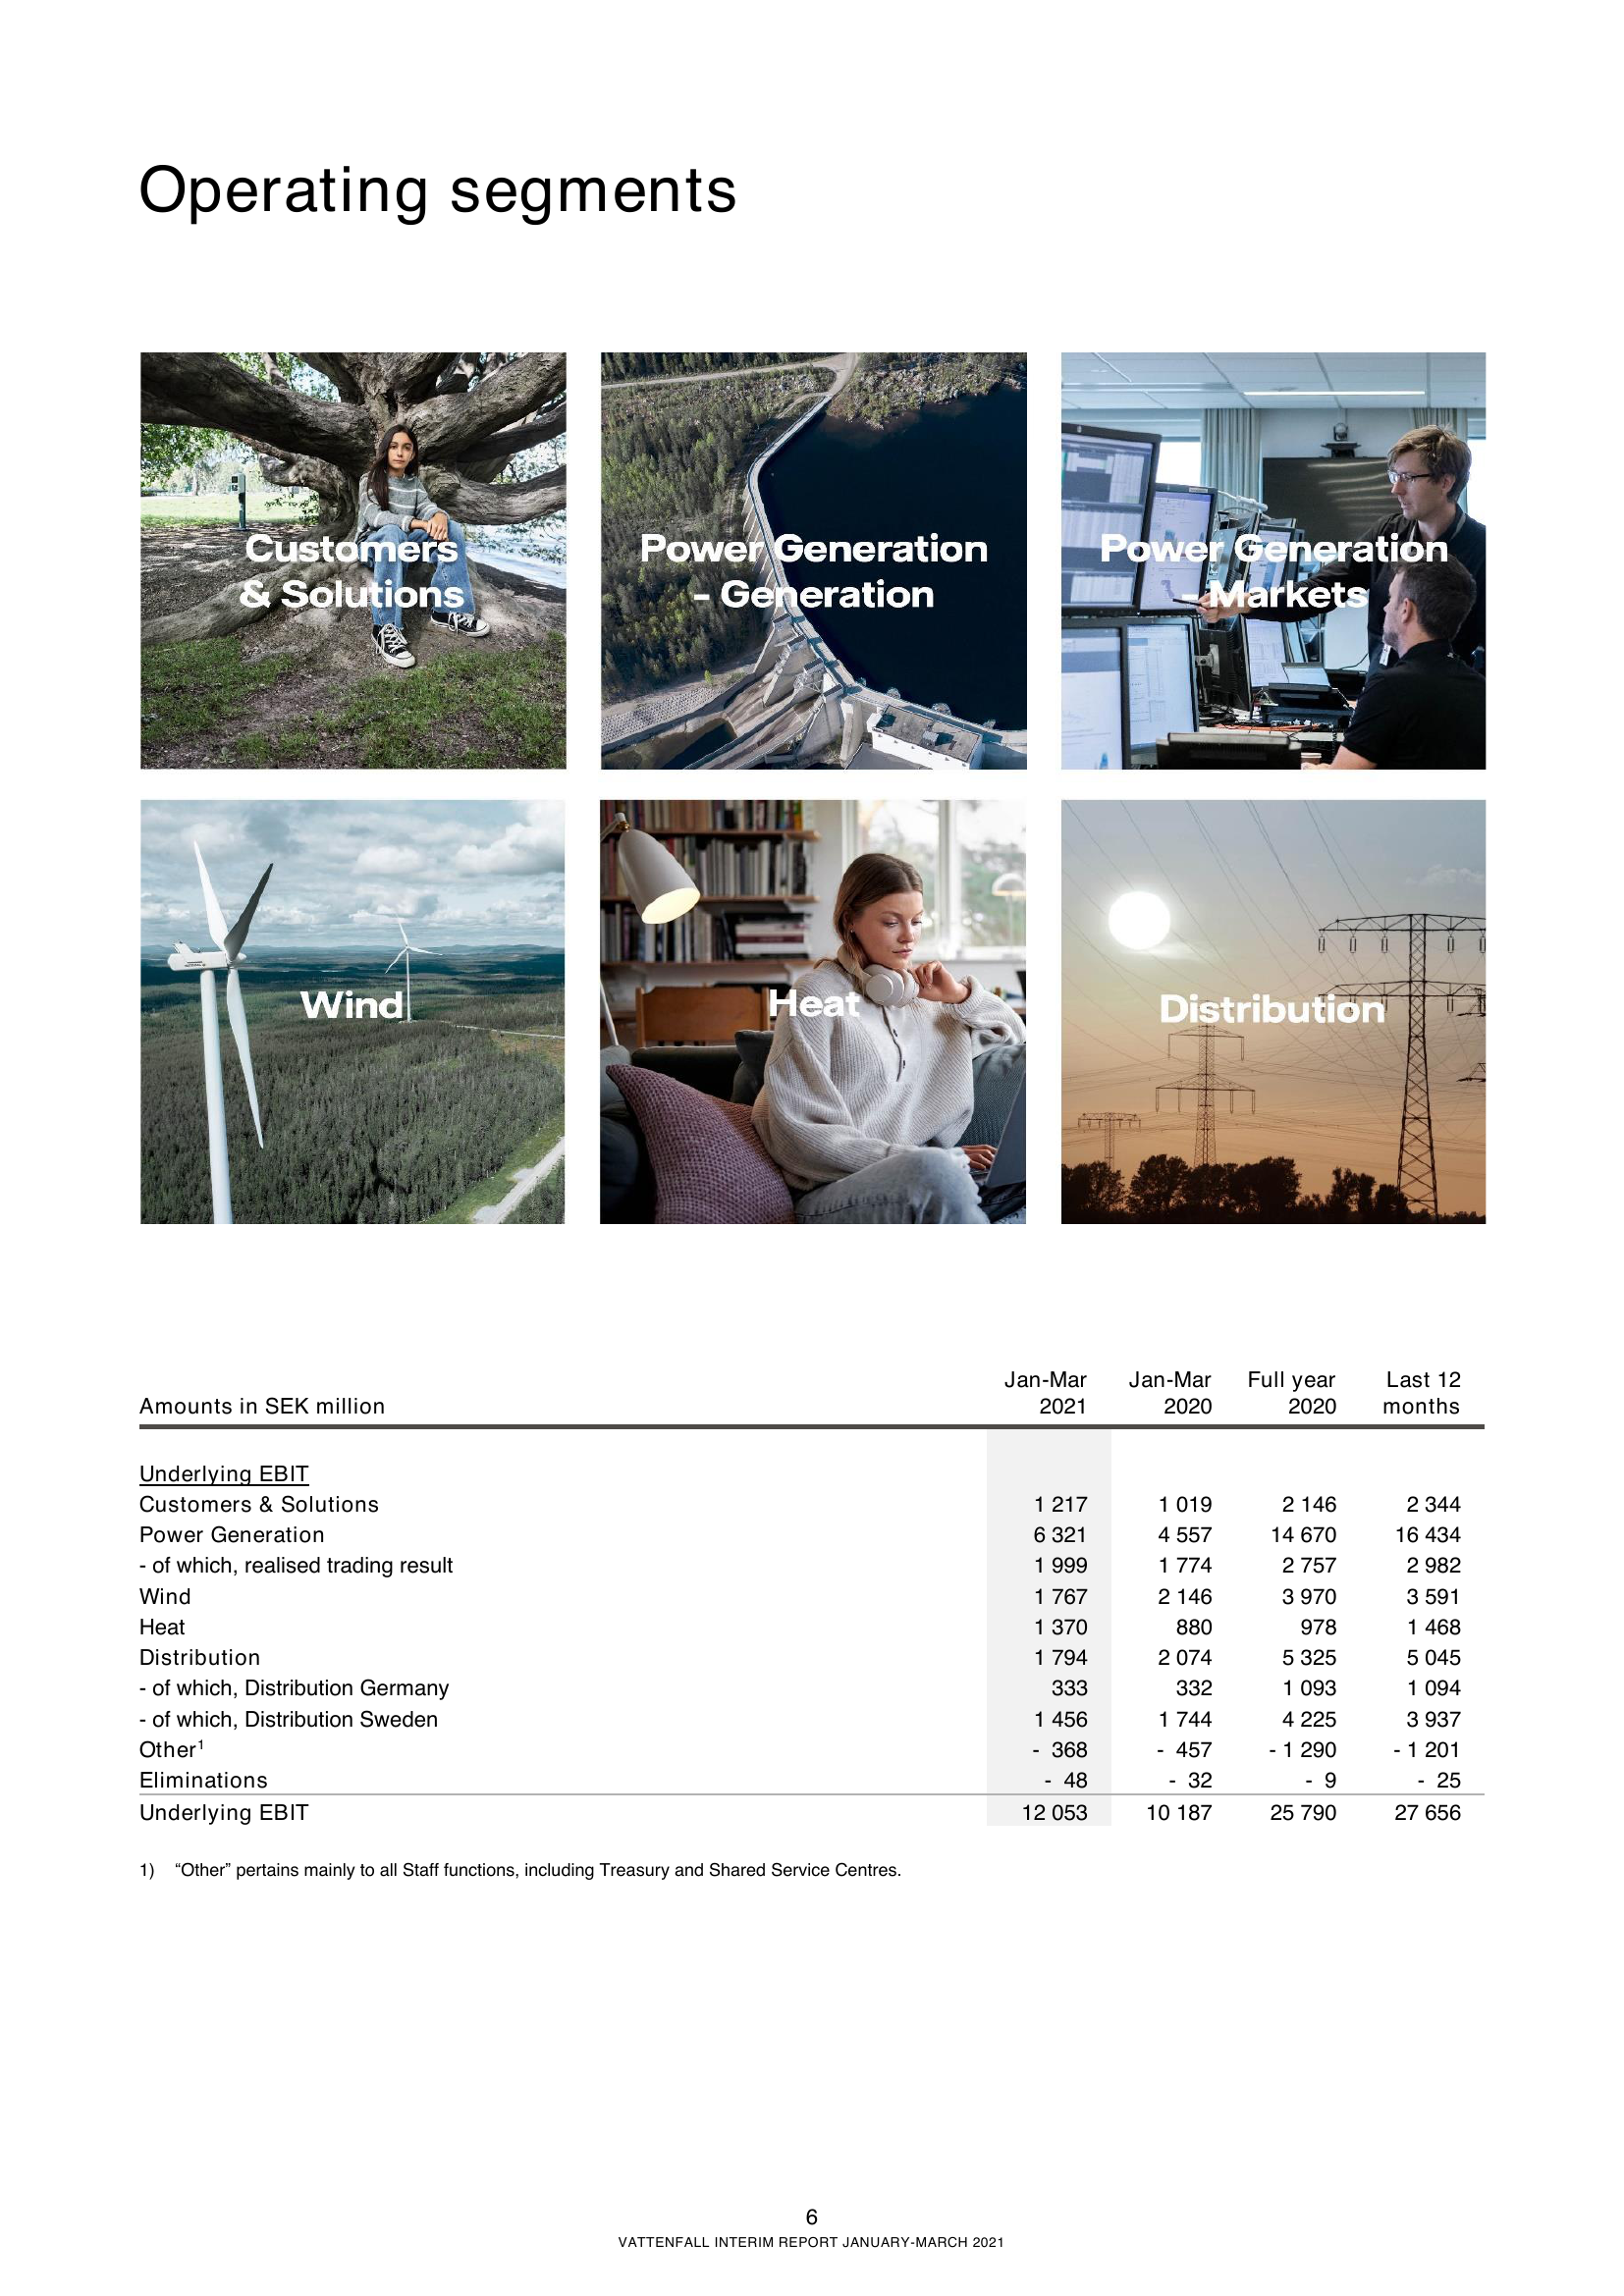 Operating segments
Customers
& Solutions
Power Generation
- Generation
Power Generation
- Markets
Wind
Heat
Distribution
Amounts in SEK million Jan-Mar 2021 Jan-Mar 2020 Full year 2020 Last 12 months
Underlying EBIT
Customers & Solutions 1 217 1 019 2 146 2 344
Power Generation 6 321 4 557 14 670 16 434
- of which, realised trading result 1 999 1 774 2 757 2 982
Wind 1 767 2 146 3 970 3 591
Heat 1 370 880 978 1 468
Distribution 1 794 2 074 5 325 5 045
- of which, Distribution Germany 333 332 1 093 1 094
- of which, Distribution Sweden 1 456 1 744 4 225 3 937
Other¹ - 368 - 457 - 1 290 - 1 201
Eliminations - 48 - 32 - 9 - 25
Underlying EBIT 12 053 10 187 25 790 27 656
1) “Other” pertains mainly to all Staff functions, including Treasury and Shared Service Centres.
6
VATTENFALL INTERIM REPORT JANUARY-MARCH 2021